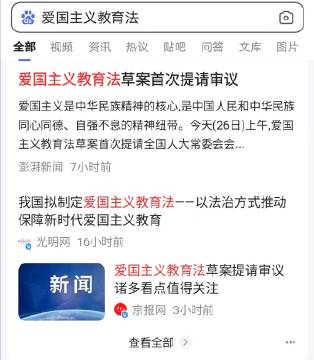 爱国主义教育法
全部 视频 资讯 热议 贴吧 问答 文库 图片
爱国主义教育法草案首次提请审议
爱国主义是中华民族精神的核心,是中国人民和中华民族
同心同德、自强不息的精神纽带。今天(26日)上午,爱国
主义教育法草案首次提请全国人大常委会会...
澎湃新闻 7小时前
我国拟制定爱国主义教育法——以法治方式推动
保障新时代爱国主义教育
光明网 16小时前
新闻
爱国主义教育法草案提请审议
诸多看点值得关注
京报网 3小时前
查看全部